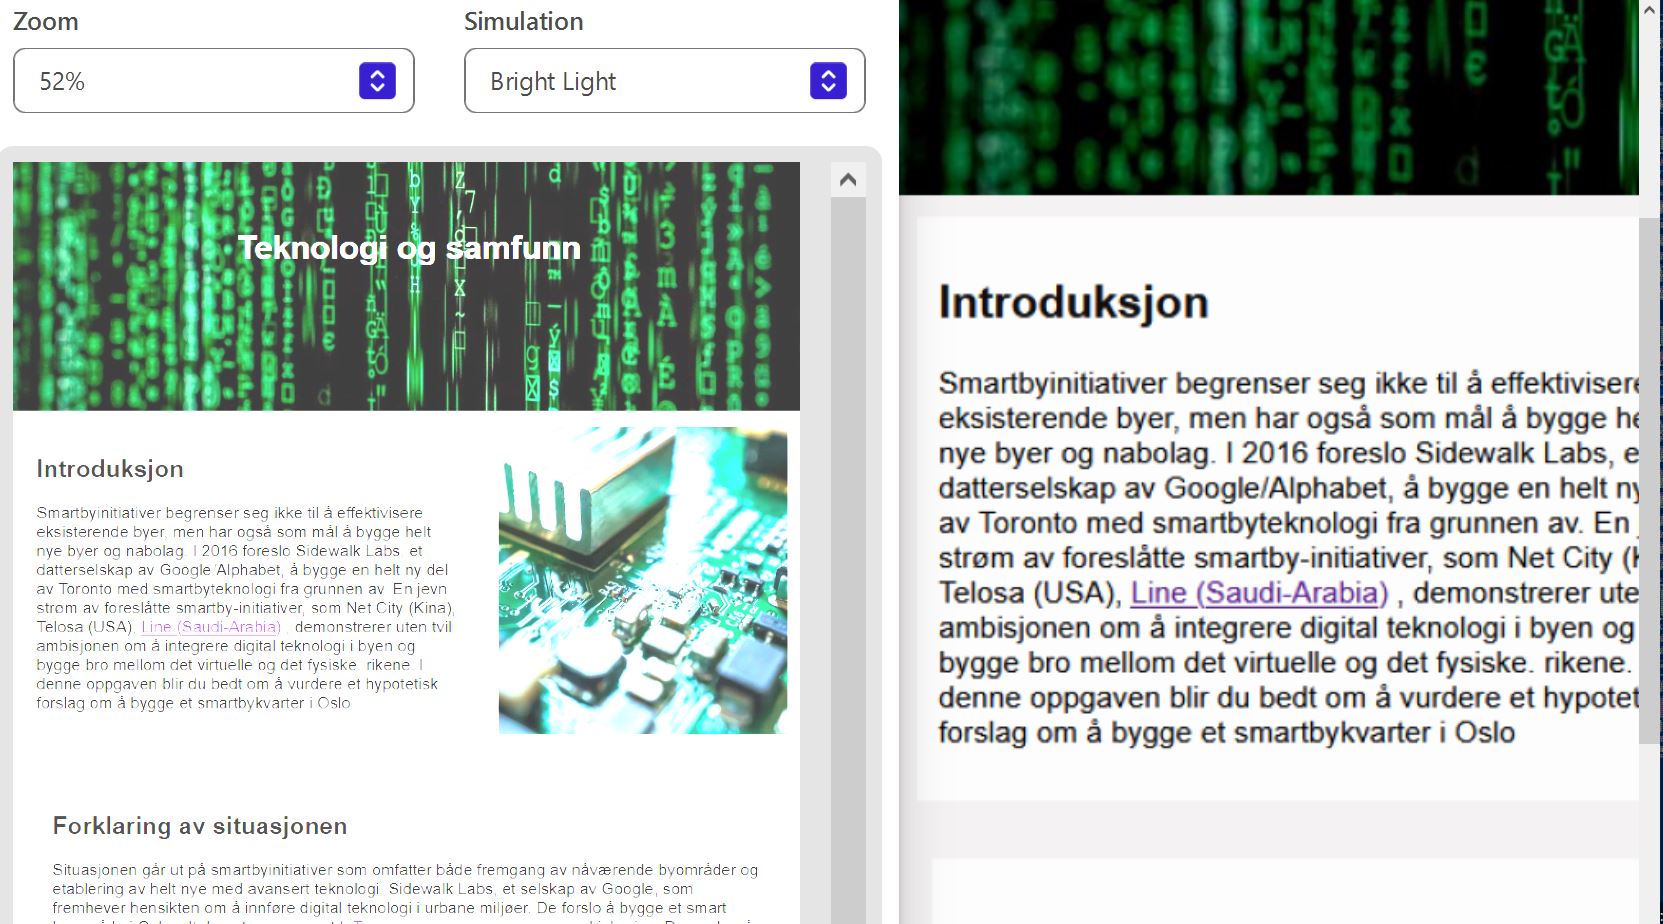 Zoom
Simulation
52%
Bright Light
Teknologi og samfunn
Introduksjon
Smartbyinitiativer begrenser seg ikke til å effektivisere
eksisterende byer, men har også som mål å bygge helt
nye byer og nabolag. I 2016 foreslo Sidewalk Labs, et
datterselskap av Google/Alphabet, å bygge en helt ny del
av Toronto med smartbyteknologi fra grunnen av. En jevn
strøm av foreslåtte smartby-initiativer, som Net City (Kina),
Telosa (USA), Line (Saudi-Arabia) , demonstrerer uten tvil
ambisjonen om å integrere digital teknologi i byen og
bygge bro mellom det virtuelle og det fysiske. rikene. I
denne oppgaven blir du bedt om å vurdere et hypotetisk
forslag om å bygge et smartbykvarter i Oslo
Forklaring av situasjonen
Situasjonen går ut på smartbyinitiativer som omfatter både fremgang av nåværende byområder og
etablering av helt nye med avansert teknologi. Sidewalk Labs, et selskap av Google, som
fremhever hensikten om å innføre digital teknologi i urbane miljøer. De forslo å bygge et smart
Introduksjon
Smartbyinitiativer begrenser seg ikke til å effektivisere
eksisterende byer, men har også som mål å bygge he
nye byer og nabolag. I 2016 foreslo Sidewalk Labs, e
datterselskap av Google/Alphabet, å bygge en helt ny
av Toronto med smartbyteknologi fra grunnen av. En
strøm av foreslåtte smartby-initiativer, som Net City (K
Telosa (USA), Line (Saudi-Arabia) , demonstrerer ute
ambisjonen om å integrere digital teknologi i byen og
bygge bro mellom det virtuelle og det fysiske. rikene.
denne oppgaven blir du bedt om å vurdere et hypotet
forslag om å bygge et smartbykvarter i Oslo